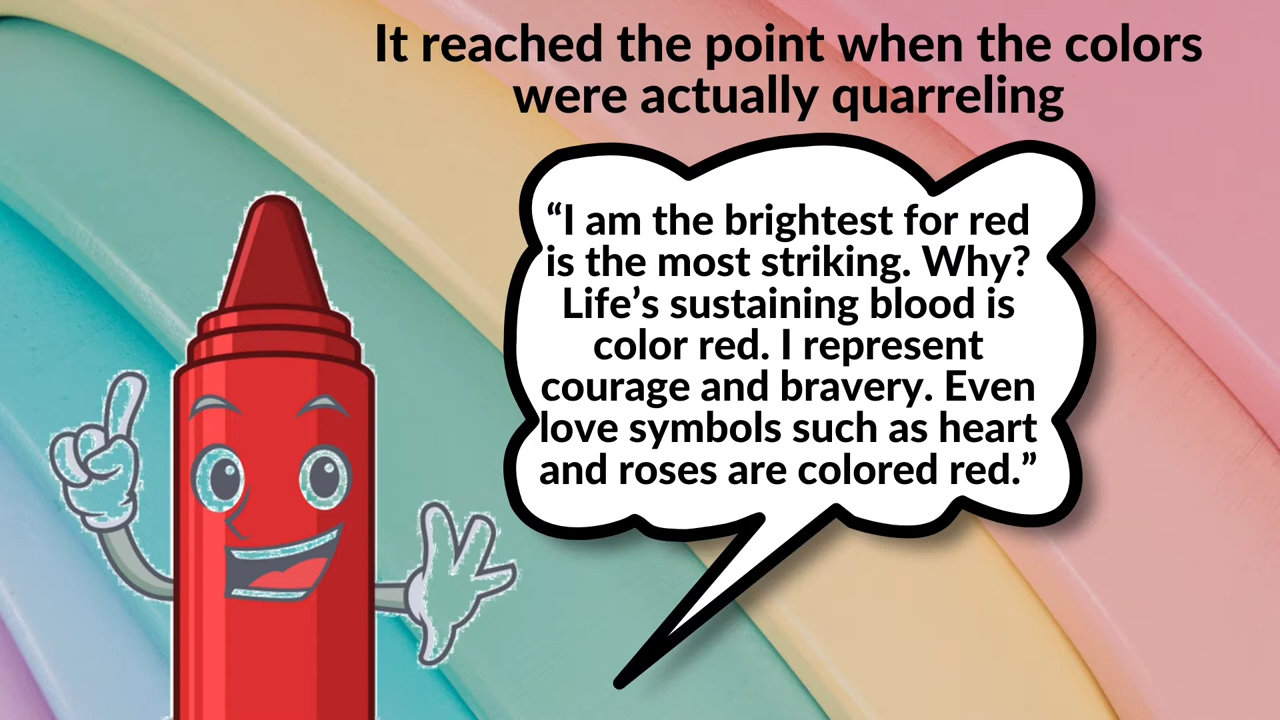 It reached the point when the colors
were actually quarreling
“I am the brightest for red
is the most striking. Why?
Life’s sustaining blood is
color red. I represent
courage and bravery. Even
love symbols such as heart
and roses are colored red.”